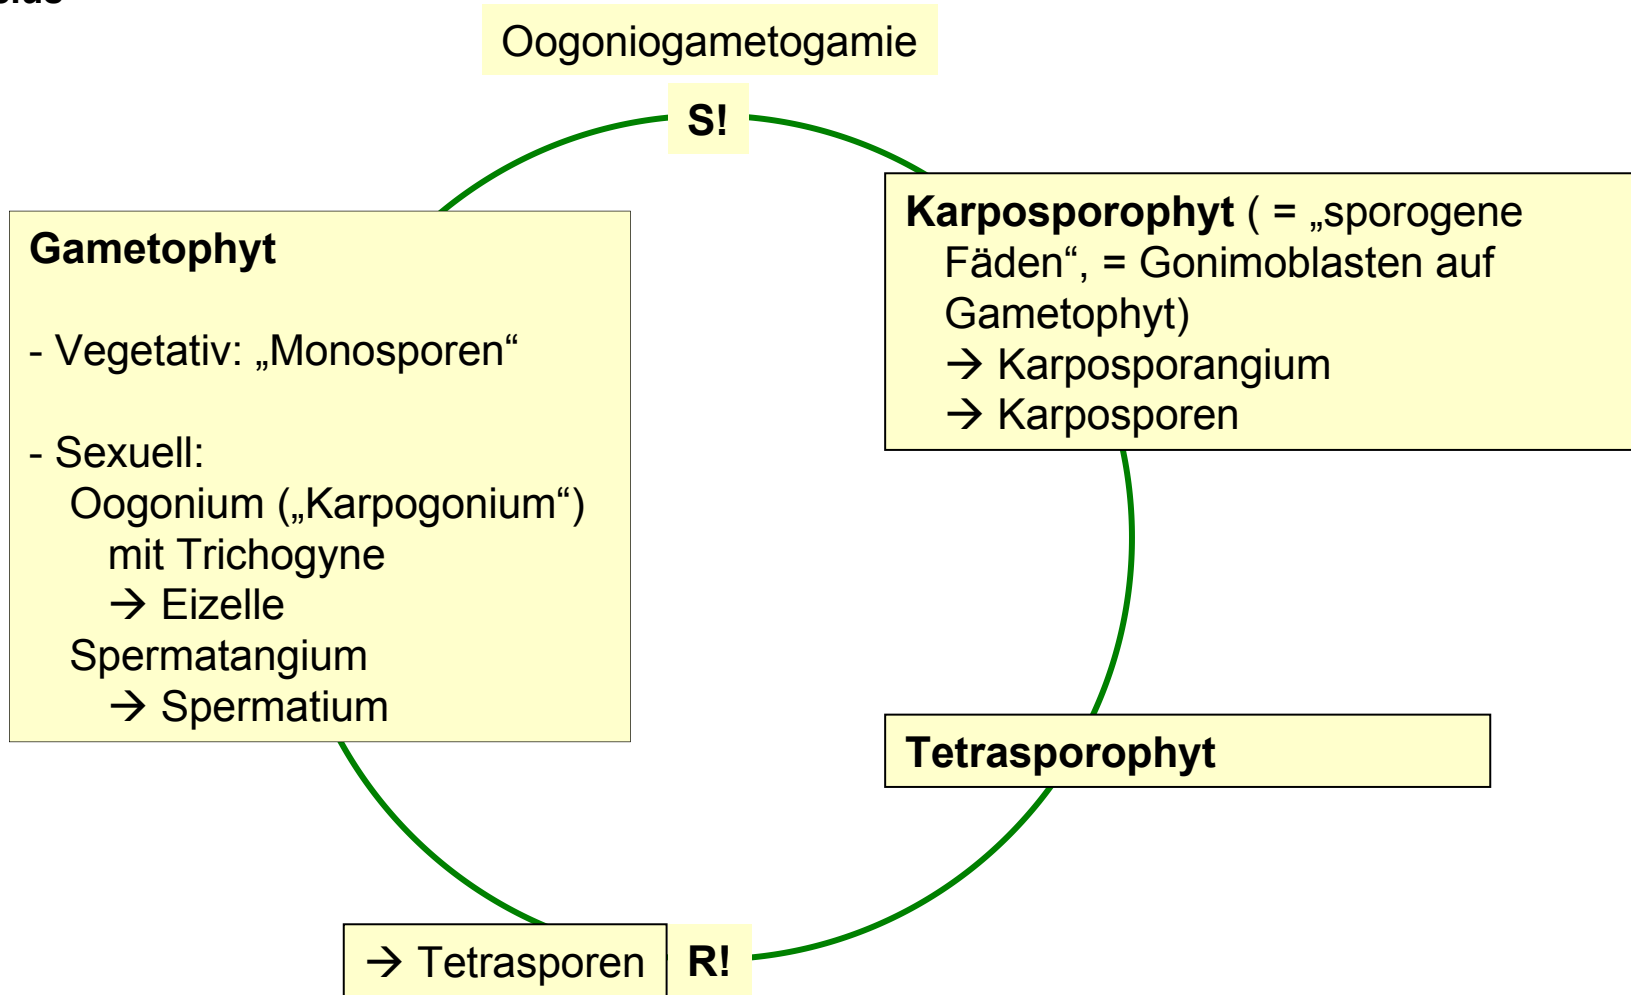 Oogoniogametogamie
S!
Gametophyt
- Vegetativ: „Monosporen“
- Sexuell:
Oogonium („Karpogonium“)
mit Trichogyne
→ Eizelle
Spermatangium
→ Spermatium
Karposporophyt ( = „sporogene
Fäden“, = Gonimoblasten auf
Gametophyt)
→ Karposporangium
→ Karposporen
Tetrasporophyt
→ Tetrasporen
R!